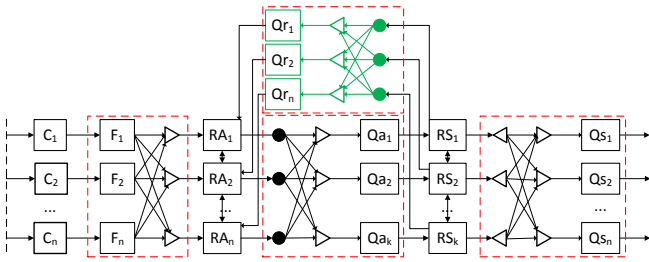 Qr₁
Qr₂
Qrₙ
C₁ F₁ RA₁ Qa₁ RS₁ Qs₁
C₂ F₂ RA₂ Qa₂ RS₂ Qs₂
... ... ... ...
Cₙ Fₙ RAₙ Qaₖ RSₖ Qsₙ